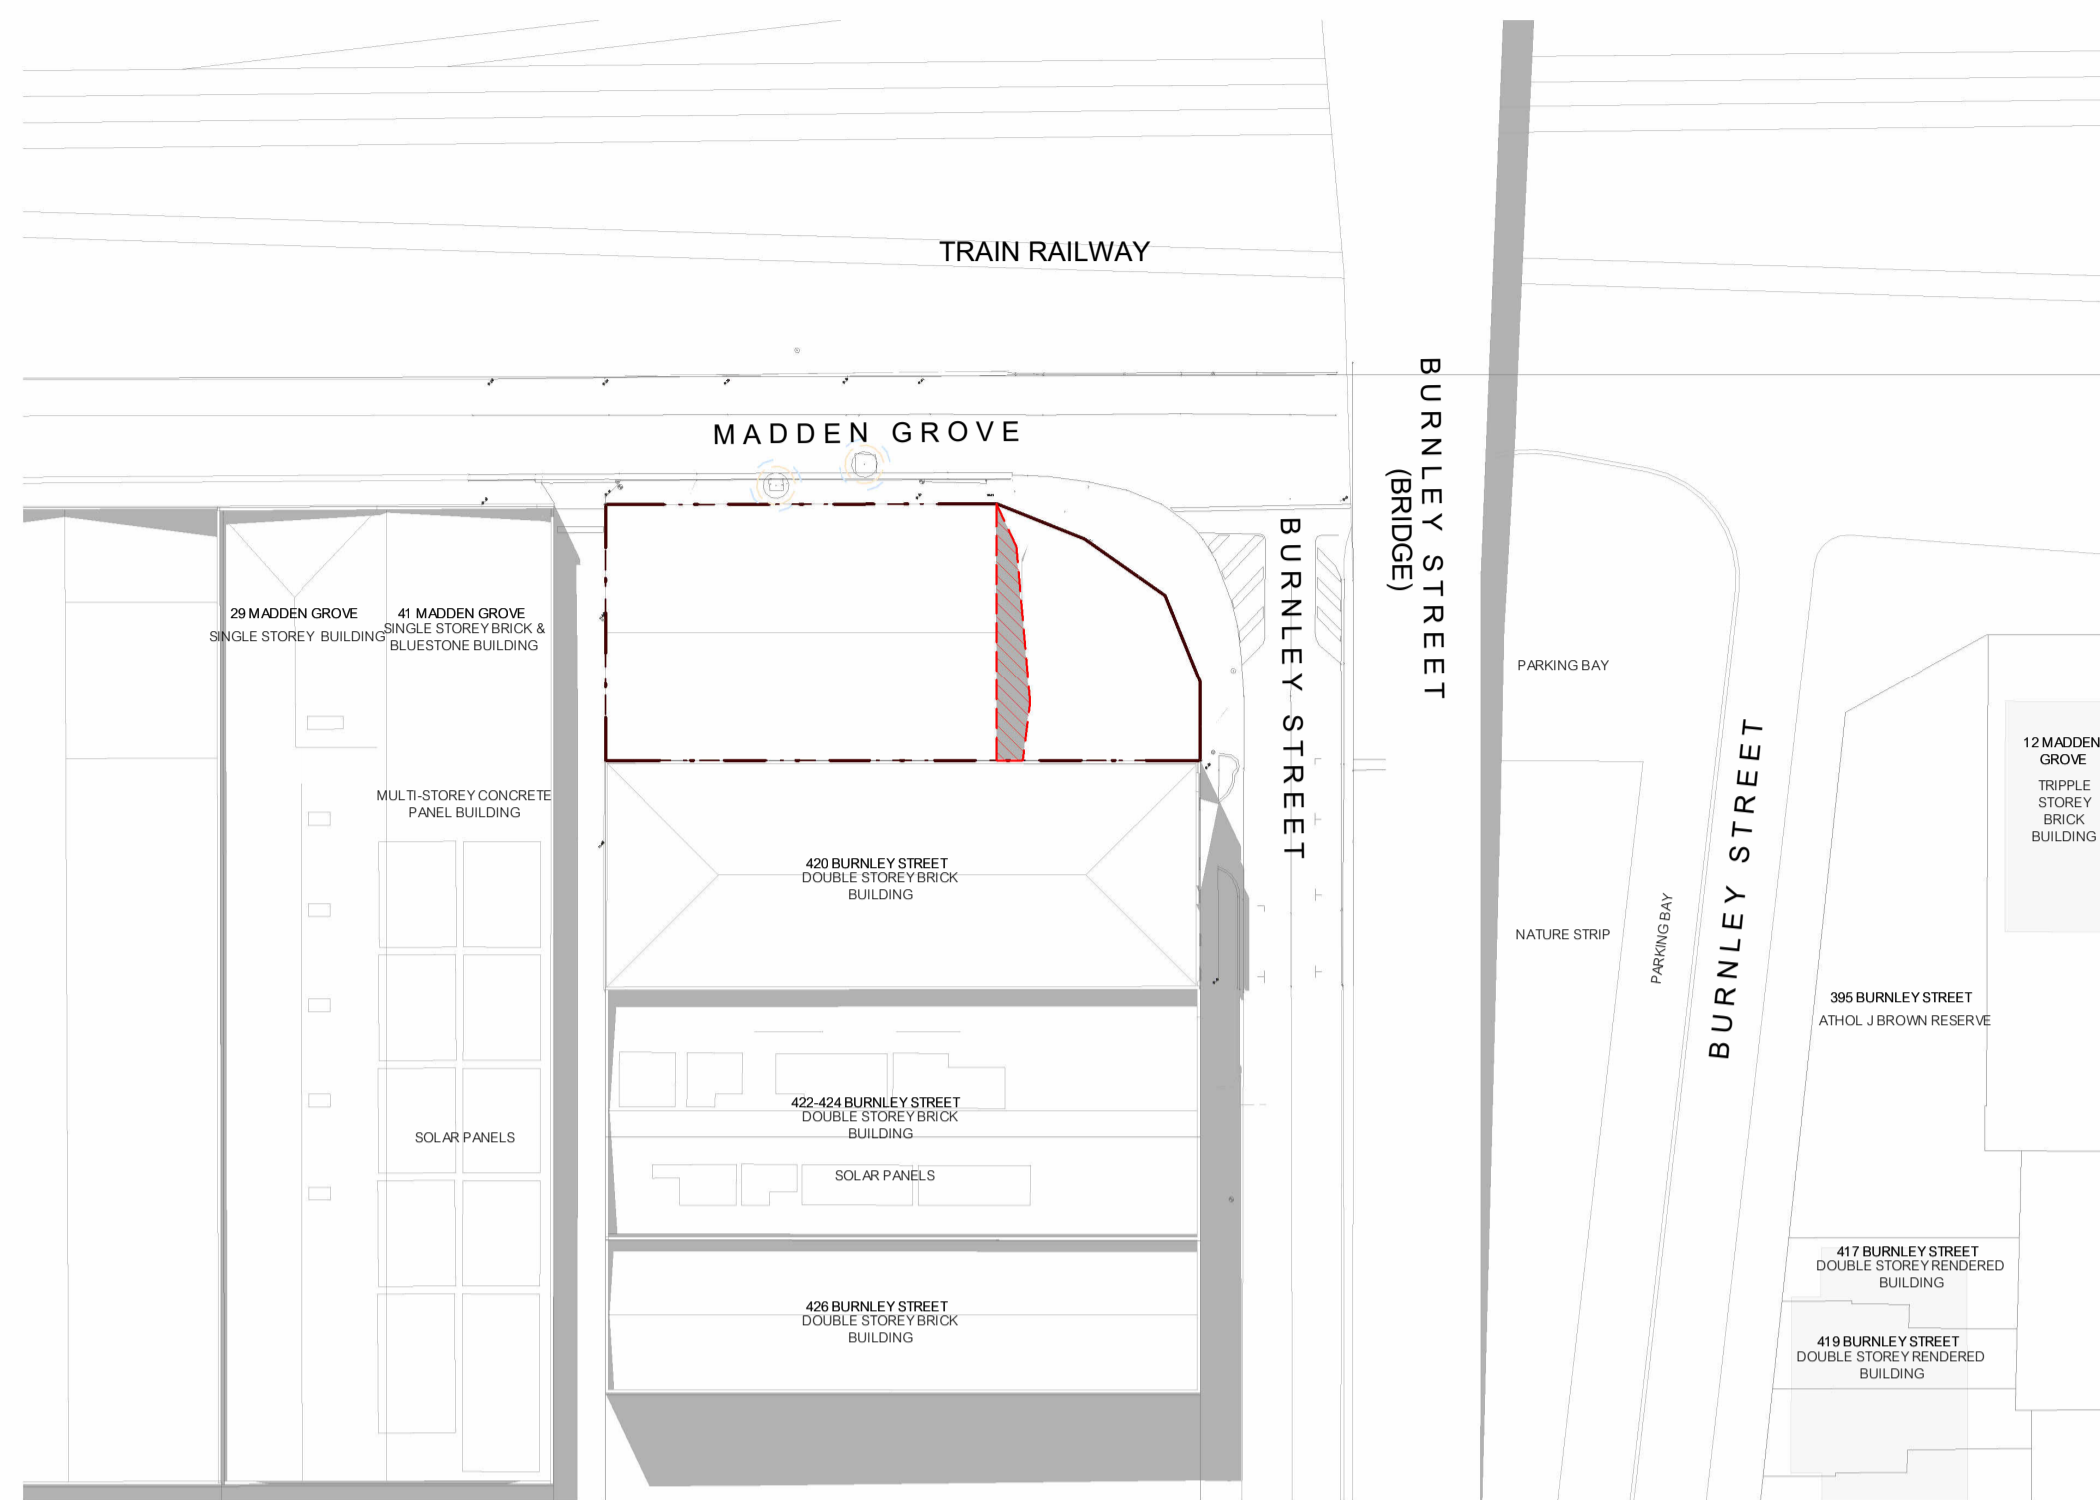 TRAIN RAILWAY
MADDEN GROVE
BURNLEY STREET
(BRIDGE)
BURNLEY STREET
29 MADDEN GROVE
SINGLE STOREY BUILDING
41 MADDEN GROVE
SINGLE STOREY BRICK &
BLUESTONE BUILDING
PARKING BAY
BURNLEY STREET
12 MADDEN
GROVE
TRIPPLE
STOREY
BRICK
BUILDING
MULTI-STOREY CONCRETE
PANEL BUILDING
420 BURNLEY STREET
DOUBLE STOREY BRICK
BUILDING
NATURE STRIP
PARKING BAY
395 BURNLEY STREET
ATHOL J BROWN RESERVE
422-424 BURNLEY STREET
DOUBLE STOREY BRICK
BUILDING
SOLAR PANELS
SOLAR PANELS
417 BURNLEY STREET
DOUBLE STOREY RENDERED
BUILDING
426 BURNLEY STREET
DOUBLE STOREY BRICK
BUILDING
419 BURNLEY STREET
DOUBLE STOREY RENDERED
BUILDING